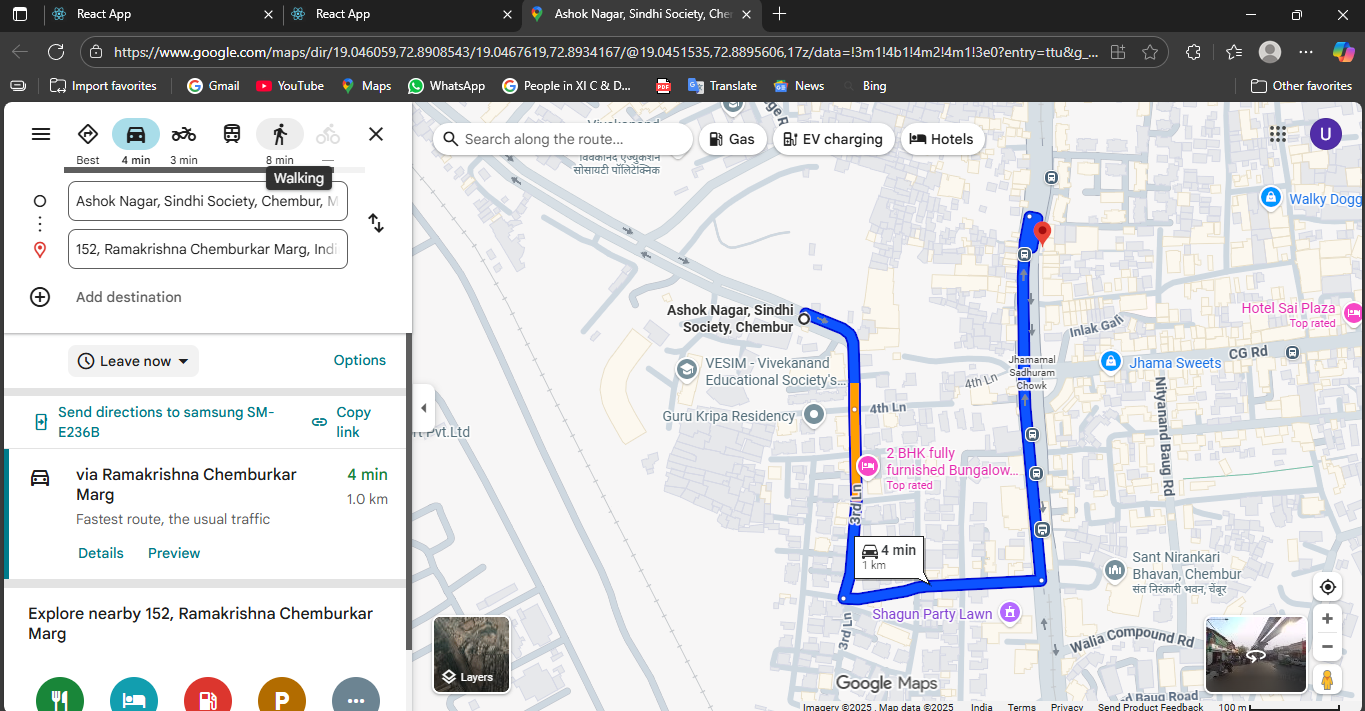 React App
React App
Ashok Nagar, Sindhi Society, Che
https://www.google.com/maps/dir/19.046059,72.8908543/19.0467619,72.8934167/@19.0451535,72.8895606,17z/data=!3m1!4b1!4m2!4m1!3e0?entry=ttu&g_...
Import favorites
Gmail
YouTube
Maps
WhatsApp
People in XI C & D...
Translate
News
Bing
Other favorites
Best
4 min
3 min
8 min
Walking
Ashok Nagar, Sindhi Society, Chembur, M
152, Ramakrishna Chemburkar Marg, Indi
Add destination
Leave now
Options
Send directions to samsung SM-
E236B
Copy
link
via Ramakrishna Chemburkar
Marg
4 min
1.0 km
Fastest route, the usual traffic
Details
Preview
Explore nearby 152, Ramakrishna Chemburkar
Marg
P
Search along the route...
Gas
EV charging
Hotels
U
सोसायटी पॉलिटेक्निक
Walky Dogg
Ashok Nagar, Sindhi
Society, Chembur
Hotel Sai Plaza
Top rated
Inlak Gali
VESIM - Vivekanand
Educational Society's...
Jhamamal
Sadhuram
Chowk
Jhama Sweets
CG Rd
4th Ln
4th Ln
Guru Kripa Residency
Nityanand Baug Rd
rt Pvt.Ltd
2 BHK fully
furnished Bungalow...
Top rated
3rd Ln
4 min
1 km
Sant Nirankari
Bhavan, Chembur
संत निरंकारी भवन, चेंबूर
Shagun Party Lawn
3rd Ln
Walia Compound Rd
Layers
Google Maps
Baug Road
Imagery ©2025 , Map data ©2025
India
Terms
Privacy
Send Product Feedback
100 m